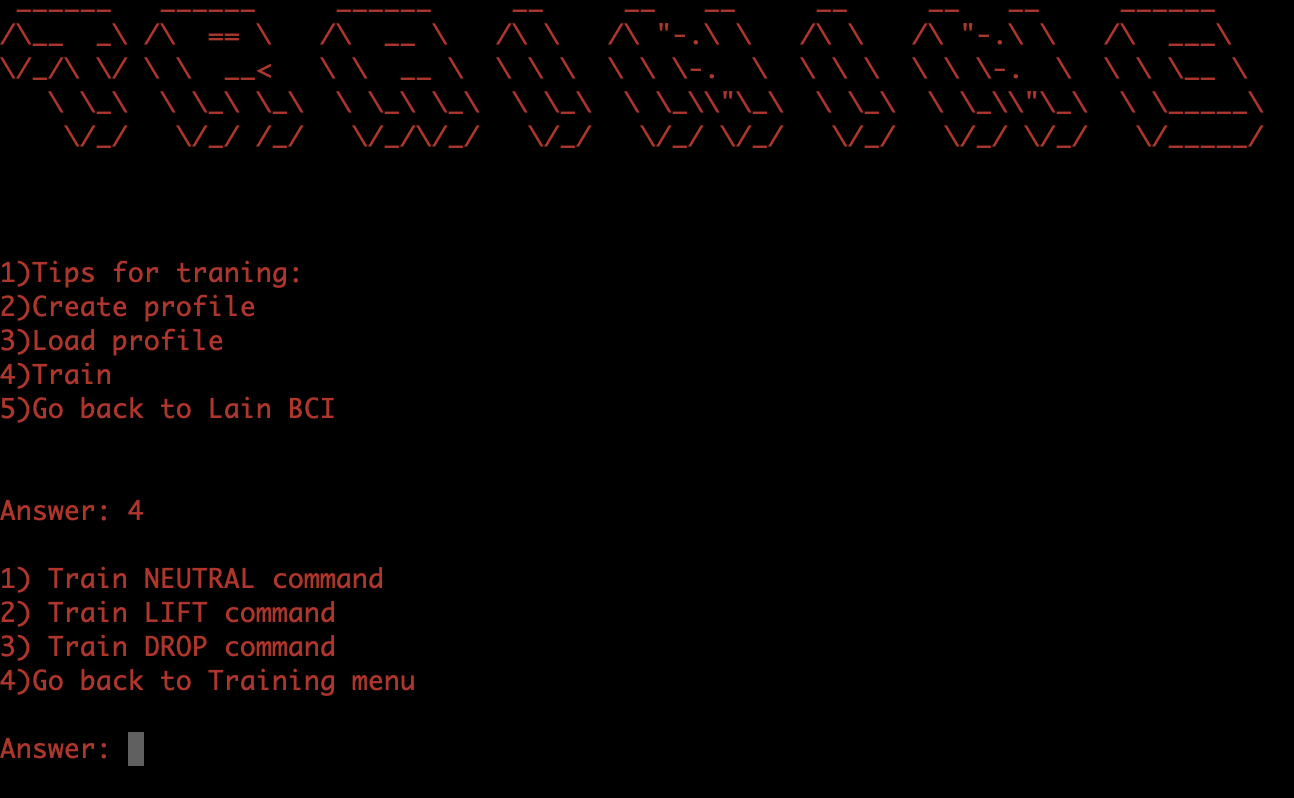 TRAINING
1)Tips for traning:
2)Create profile
3)Load profile
4)Train
5)Go back to Lain BCI
Answer: 4
1) Train NEUTRAL command
2) Train LIFT command
3) Train DROP command
4)Go back to Training menu
Answer: